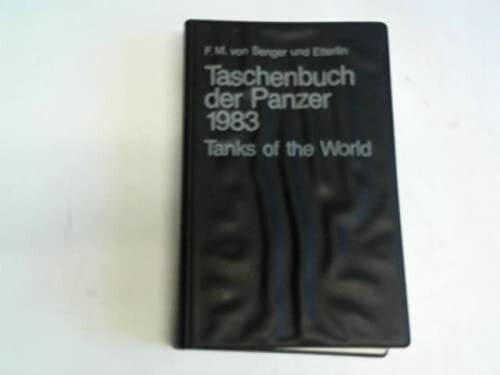 F. M. von Senger und Etterlin
Taschenbuch
der Panzer
1983
Tanks of the World